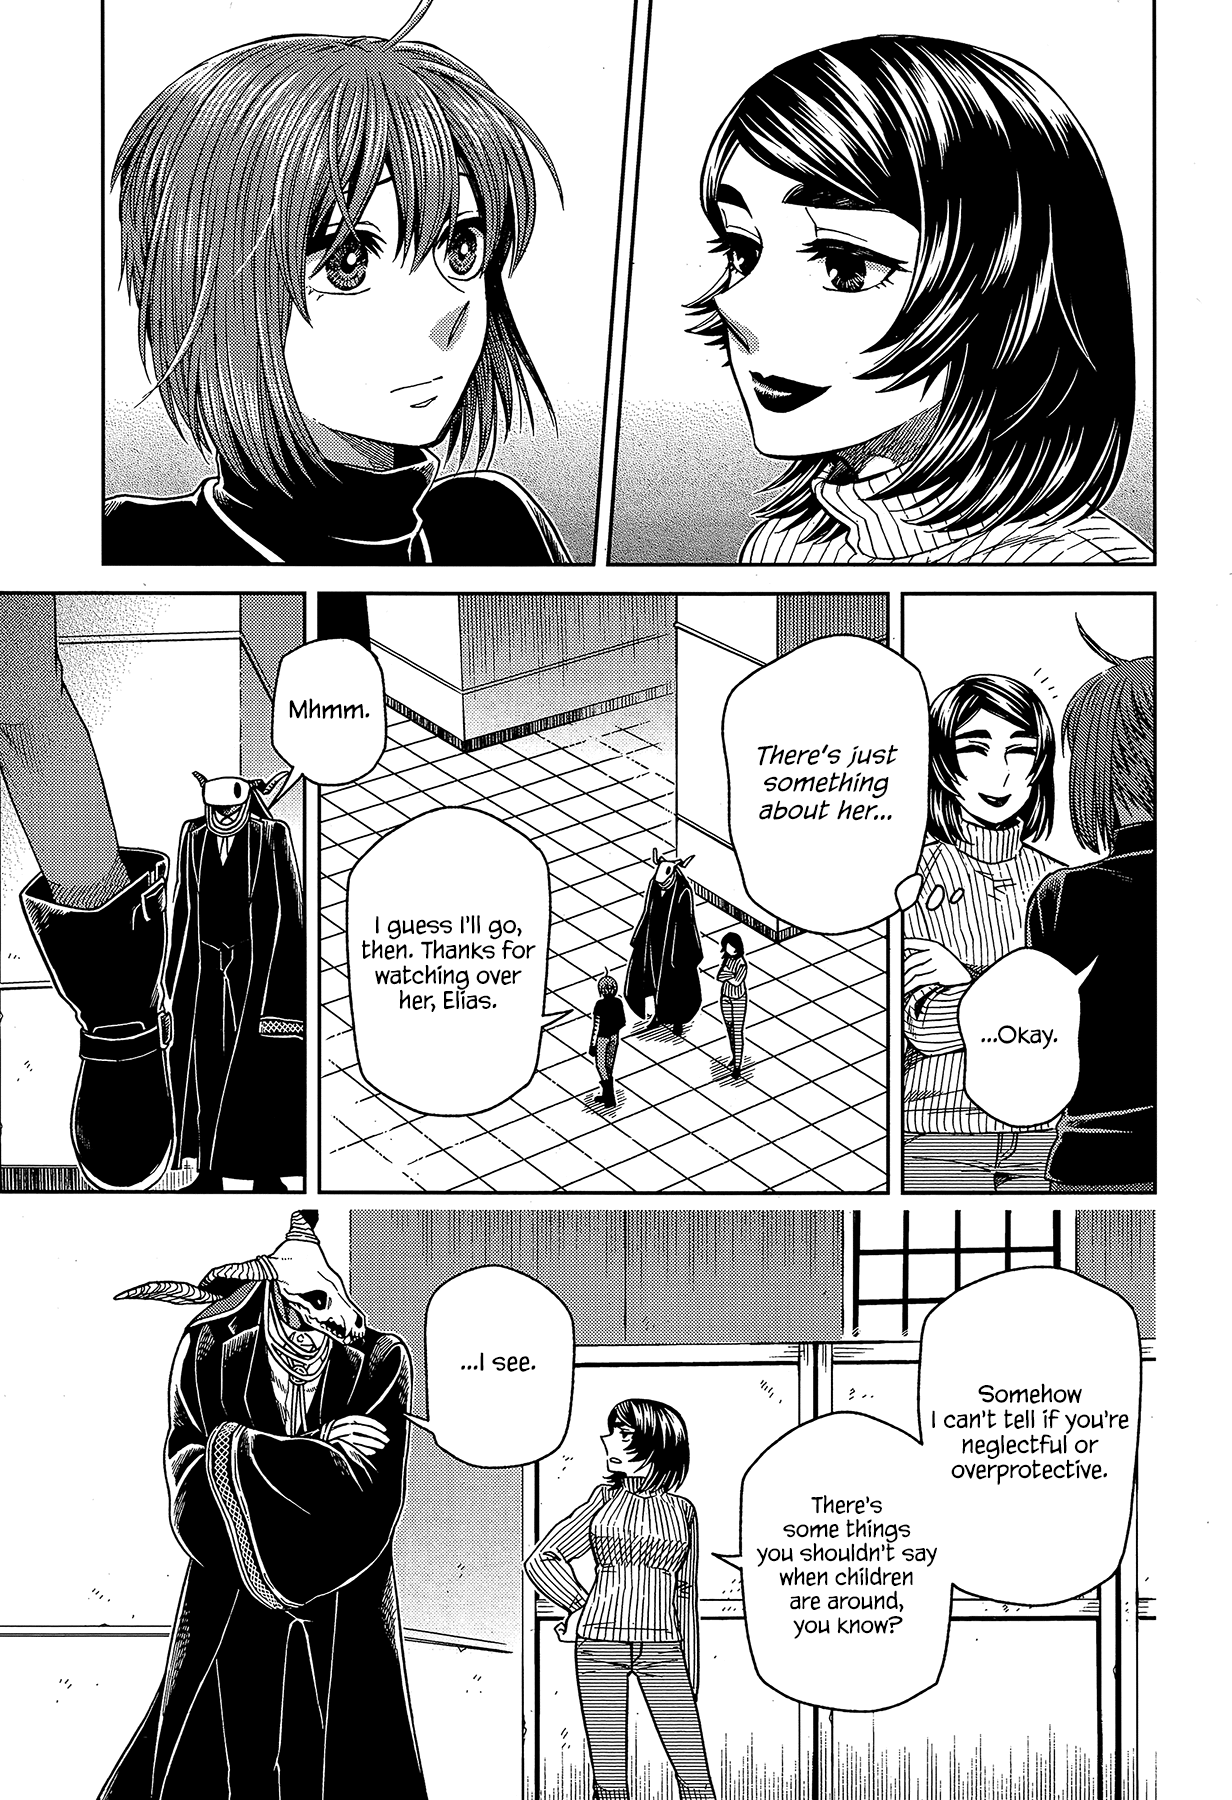 ...Okay.
There's just
something
about her...
I guess I'll go,
then. Thanks for
watching over
her, Elias.
Mhmm.
Somehow
I can't tell if you're
neglectful or
overprotective.
There's
some things
you shouldn't say
when children
are around,
you know?
...I see.